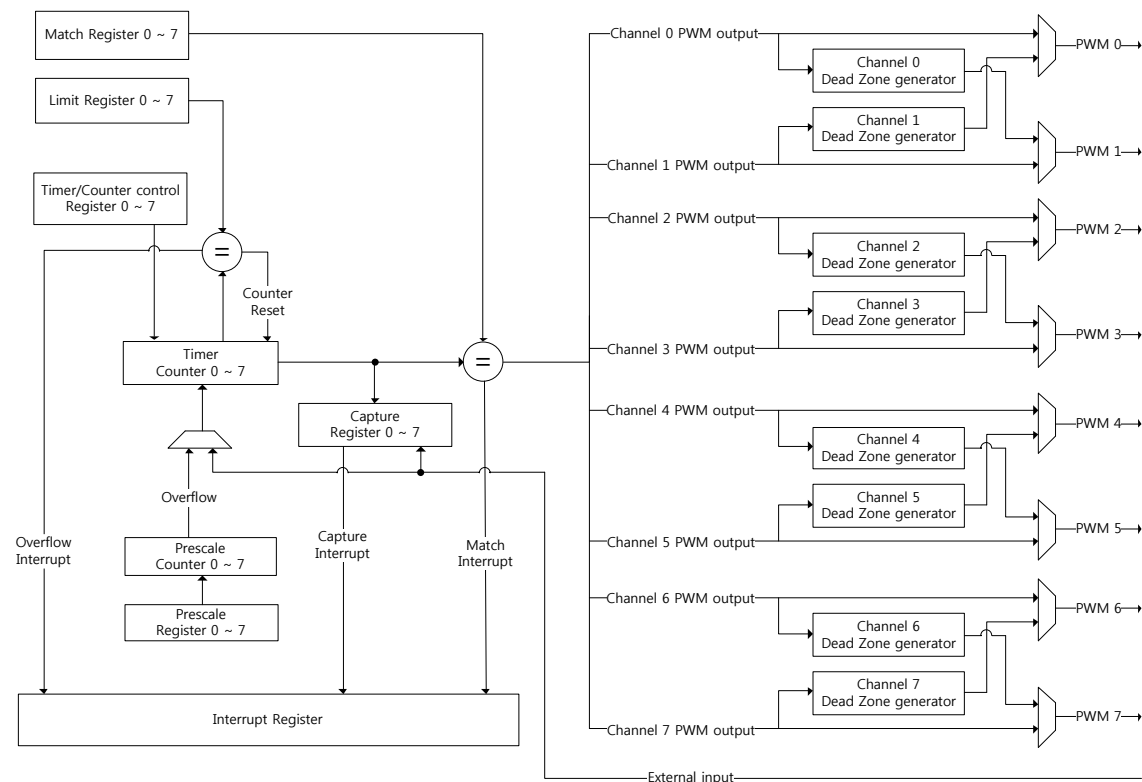 Match Register 0 ~ 7
Limit Register 0 ~ 7
Timer/Counter control
Register 0 ~ 7
=
Counter
Reset
Timer
Counter 0 ~ 7
=
Capture
Register 0 ~ 7
Overflow
Prescale
Counter 0 ~ 7
Prescale
Register 0 ~ 7
Overflow
Interrupt
Capture
Interrupt
Match
Interrupt
Interrupt Register
Channel 0 PWM output
Channel 0
Dead Zone generator
PWM 0
Channel 1
Dead Zone generator
Channel 1 PWM output
PWM 1
Channel 2 PWM output
Channel 2
Dead Zone generator
PWM 2
Channel 3
Dead Zone generator
Channel 3 PWM output
PWM 3
Channel 4 PWM output
Channel 4
Dead Zone generator
PWM 4
Channel 5
Dead Zone generator
Channel 5 PWM output
PWM 5
Channel 6 PWM output
Channel 6
Dead Zone generator
PWM 6
Channel 7
Dead Zone generator
Channel 7 PWM output
PWM 7
External input